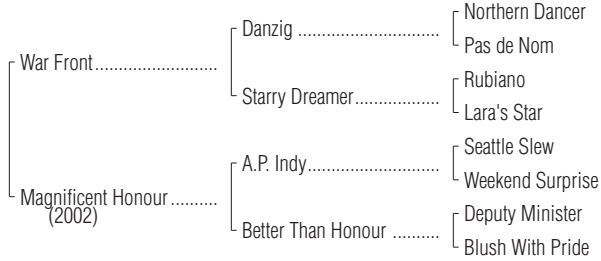 Northern Dancer
Danzig ..............................
Pas de Nom
War Front..........................
Rubiano
Starry Dreamer..................
Lara's Star
Seattle Slew
A.P. Indy............................
Weekend Surprise
Magnificent Honour ..........
(2002)
Deputy Minister
Better Than Honour ..........
Blush With Pride